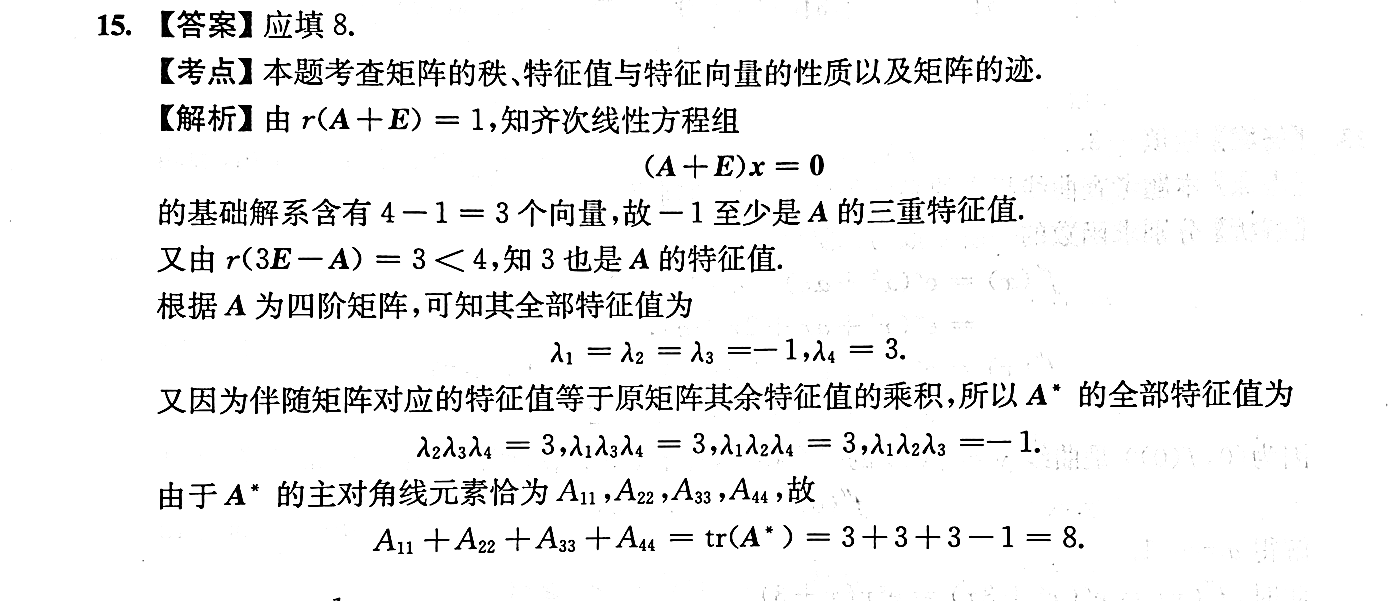 15. 【答案】应填 8.
【考点】本题考查矩阵的秩、特征值与特征向量的性质以及矩阵的迹.
【解析】由 r(A＋E) ＝ 1,知齐次线性方程组
(A＋E)x ＝ 0
的基础解系含有 4－1 ＝ 3 个向量,故－1 至少是 A 的三重特征值.
又由 r(3E－A) ＝ 3＜4,知 3 也是 A 的特征值.
根据 A 为四阶矩阵,可知其全部特征值为
λ₁ ＝ λ₂ ＝ λ₃ ＝－1,λ₄ ＝ 3.
又因为伴随矩阵对应的特征值等于原矩阵其余特征值的乘积,所以 A* 的全部特征值为
λ₂λ₃λ₄ ＝ 3,λ₁λ₃λ₄ ＝ 3,λ₁λ₂λ₄ ＝ 3,λ₁λ₂λ₃ ＝－1.
由于 A* 的主对角线元素恰为 A₁₁,A₂₂,A₃₃,A₄₄,故
A₁₁＋A₂₂＋A₃₃＋A₄₄ ＝ tr(A*) ＝ 3＋3＋3－1 ＝ 8.